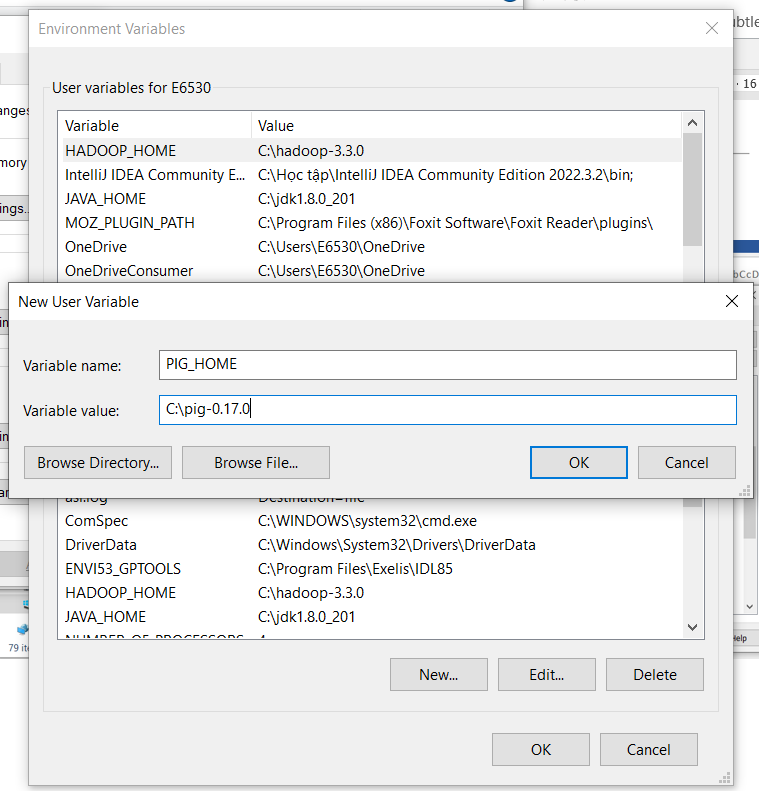 Environment Variables
ubtle
User variables for E6530
· 16
Variable Value
HADOOP_HOME C:\hadoop-3.3.0
IntelliJ IDEA Community E... C:\Học tập\IntelliJ IDEA Community Edition 2022.3.2\bin;
JAVA_HOME C:\jdk1.8.0_201
MOZ_PLUGIN_PATH C:\Program Files (x86)\Foxit Software\Foxit Reader\plugins\
OneDrive C:\Users\E6530\OneDrive
OneDriveConsumer C:\Users\E6530\OneDrive
anges
mory
ings..
bCcD
New User Variable
Variable name: PIG_HOME
Variable value: C:\pig-0.17.0
Browse Directory... Browse File... OK Cancel
asl.log Destination=file
ComSpec C:\WINDOWS\system32\cmd.exe
DriverData C:\Windows\System32\Drivers\DriverData
ENVI53_GPTOOLS C:\Program Files\Exelis\IDL85
HADOOP_HOME C:\hadoop-3.3.0
JAVA_HOME C:\jdk1.8.0_201
NUMBER_OF_PROCESSORS 4
79 ite
Help
New... Edit... Delete
OK Cancel